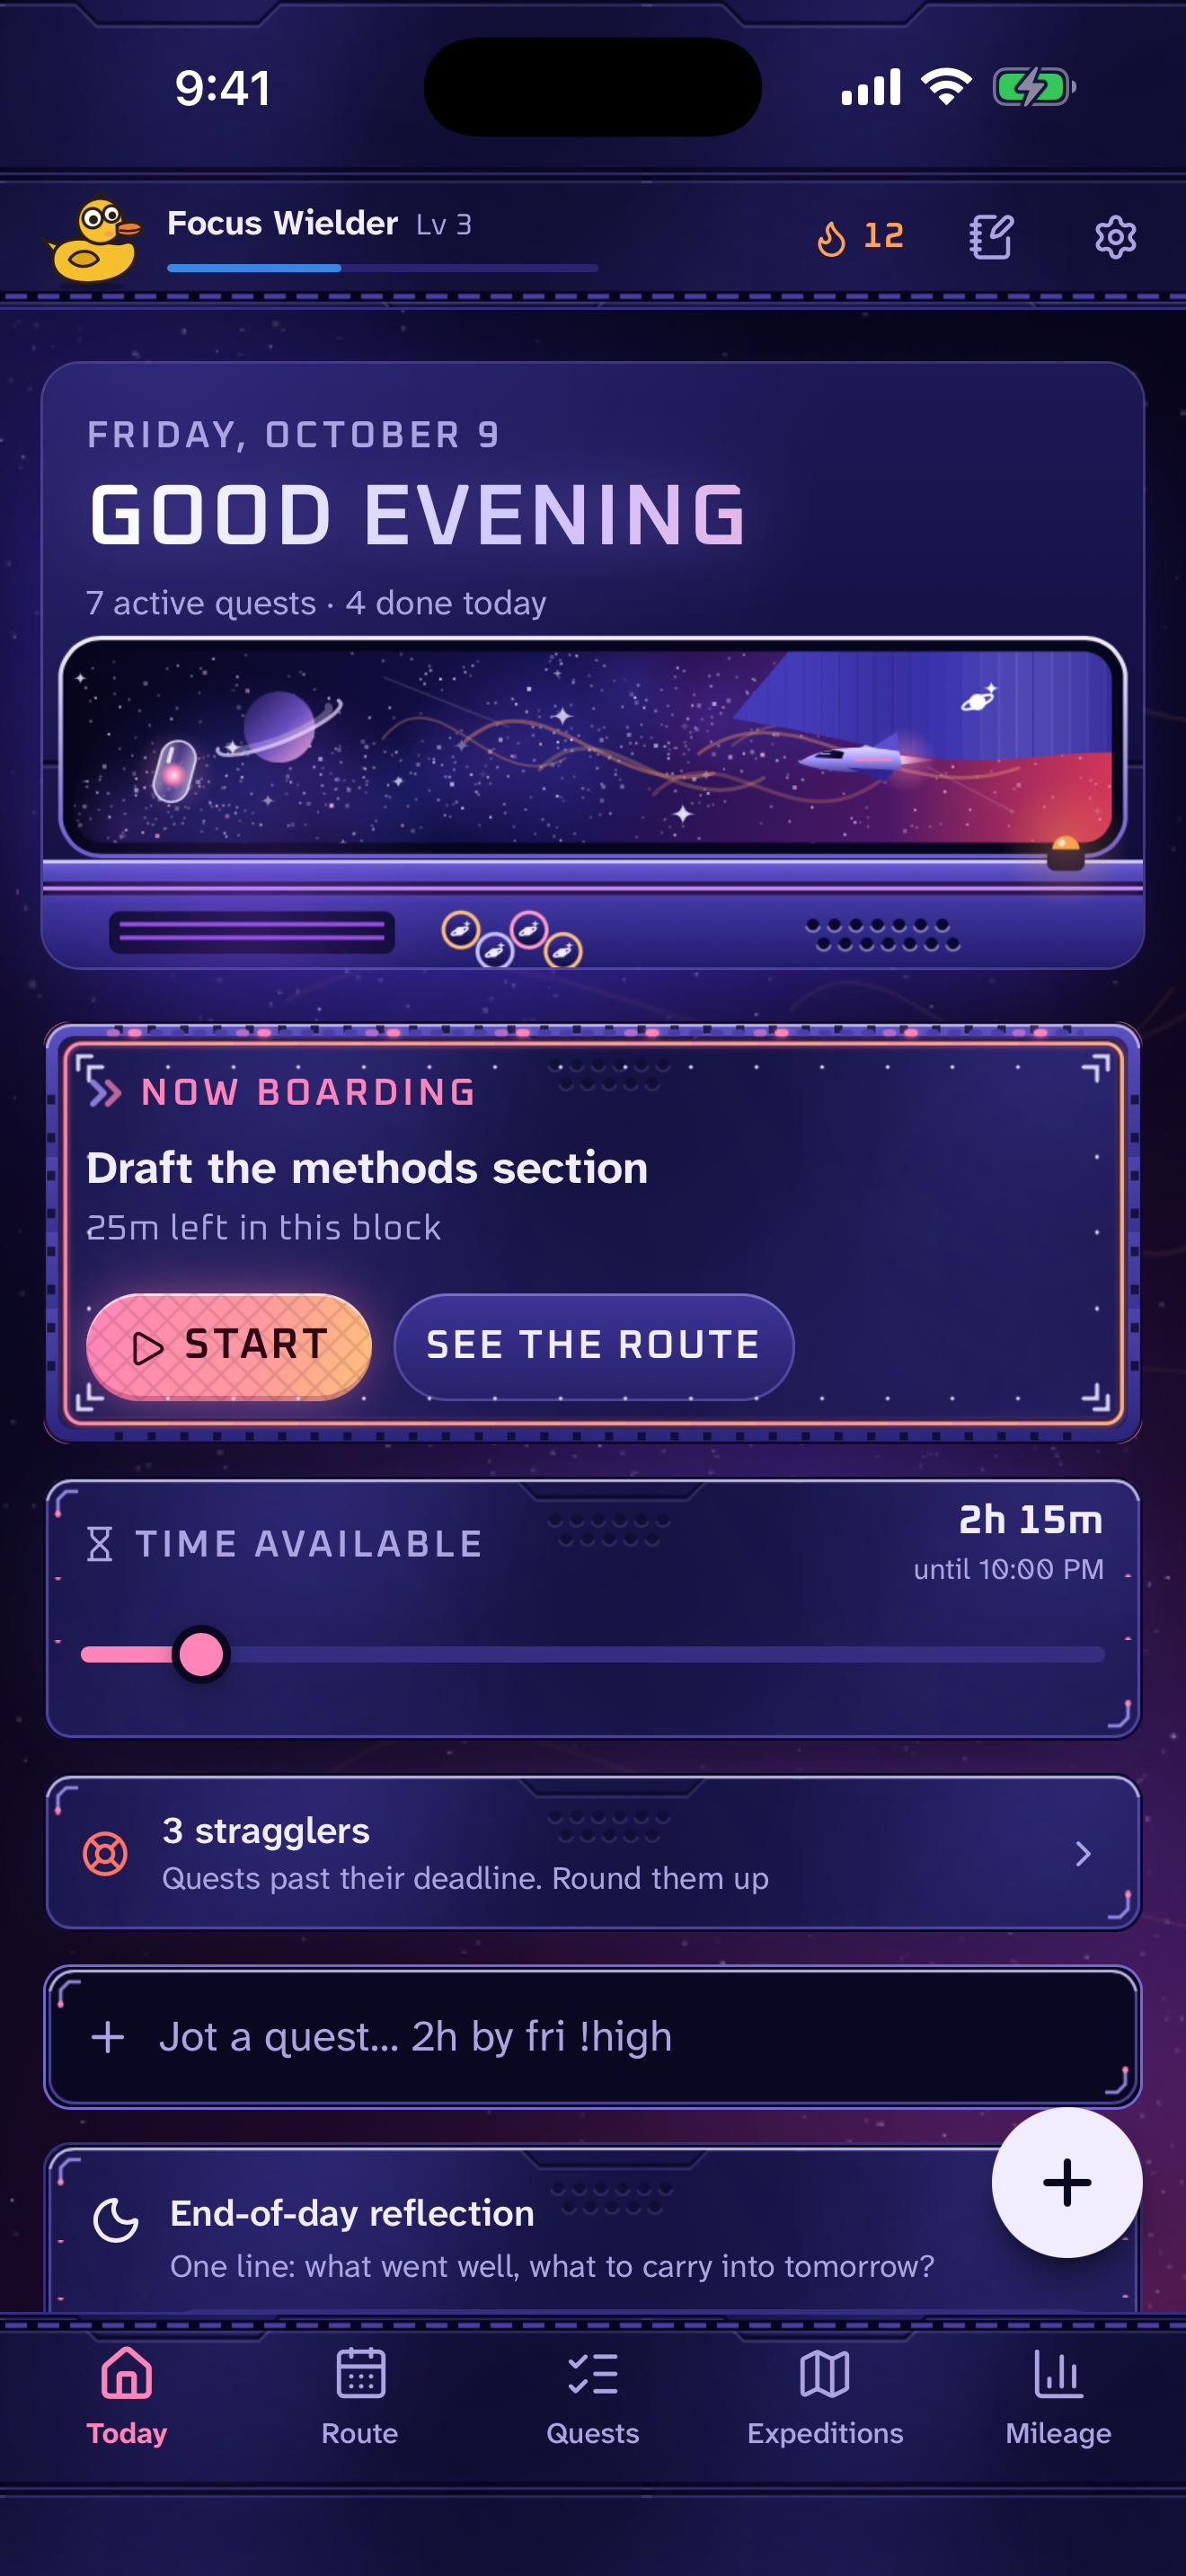 9:41
Focus Wielder Lv 3
12
FRIDAY, OCTOBER 9
GOOD EVENING
7 active quests · 4 done today
NOW BOARDING
Draft the methods section
25m left in this block
START
SEE THE ROUTE
TIME AVAILABLE
2h 15m
until 10:00 PM
3 stragglers
Quests past their deadline. Round them up
Jot a quest... 2h by fri !high
End-of-day reflection
One line: what went well, what to carry into tomorrow?
Today
Route
Quests
Expeditions
Mileage